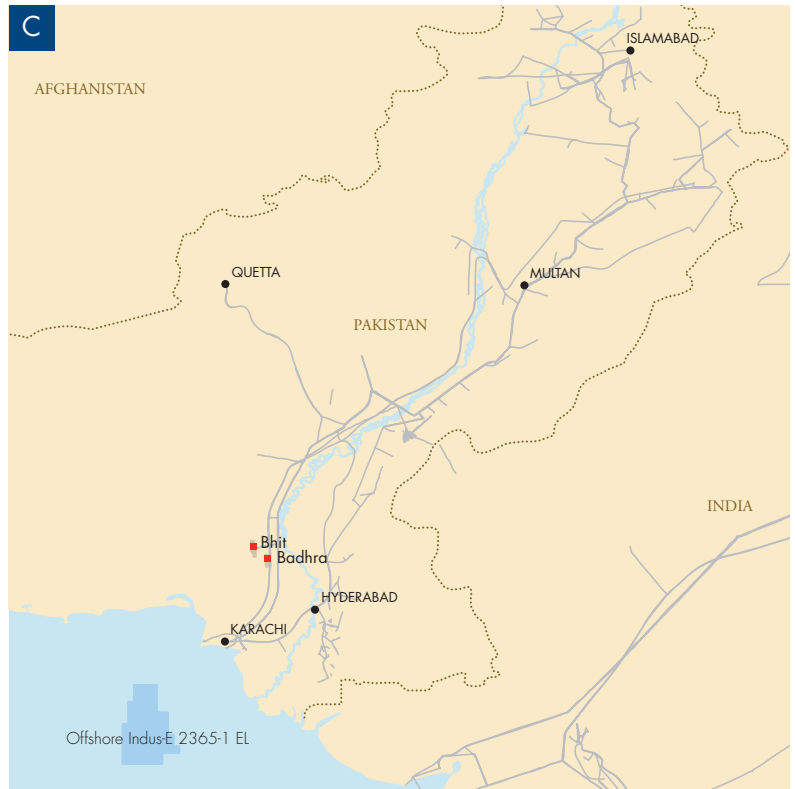 C
ISLAMABAD
AFGHANISTAN
QUETTA
MULTAN
PAKISTAN
INDIA
Bhit
Badhra
HYDERABAD
KARACHI
Offshore Indus-E 2365-1 EL